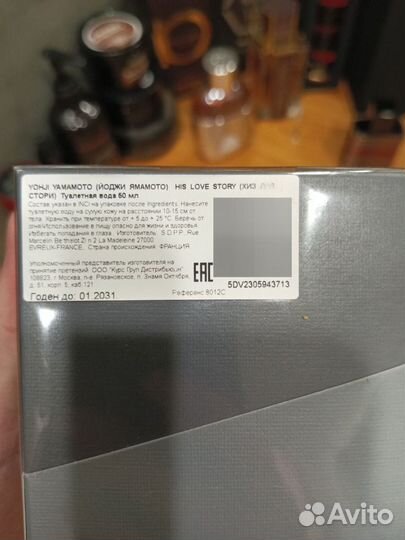 YOHJI YAMAMOTO (ЙОДЖИ ЯМАМОТО) HIS LOVE STORY (ХИЗ
СТОРИ) Туалетная вода 60 мл
Состав указан в INCI на упаковке после Ingredients. Нанесите
туалетную воду на сухую кожу на расстоянии 10-15 см от
тела. Хранить при температуре от + 5 до + 25 °C. Беречь от
огня.Использование в пищу опасно для жизни и здоровья.
Избегать попадания в глаза. Изготовитель: S.D.P.P. Rue
Marcelin Berthelot Zi n 2 La Madeleine 27000
EVREUX-FRANCE. Страна происхождения: ФРАНЦИЯ
Уполномоченный представитель изготовителя на
принятие претензий: ООО "Курс Груп Дистрибьюшн"
108823, г. Москва, п-е. Рязановское, п. Знамя Октября,
д. 51, корп. 5, каб.121
EAC
5DV2305943713
Годен до: 01.2031
Референс 8012C
Avito